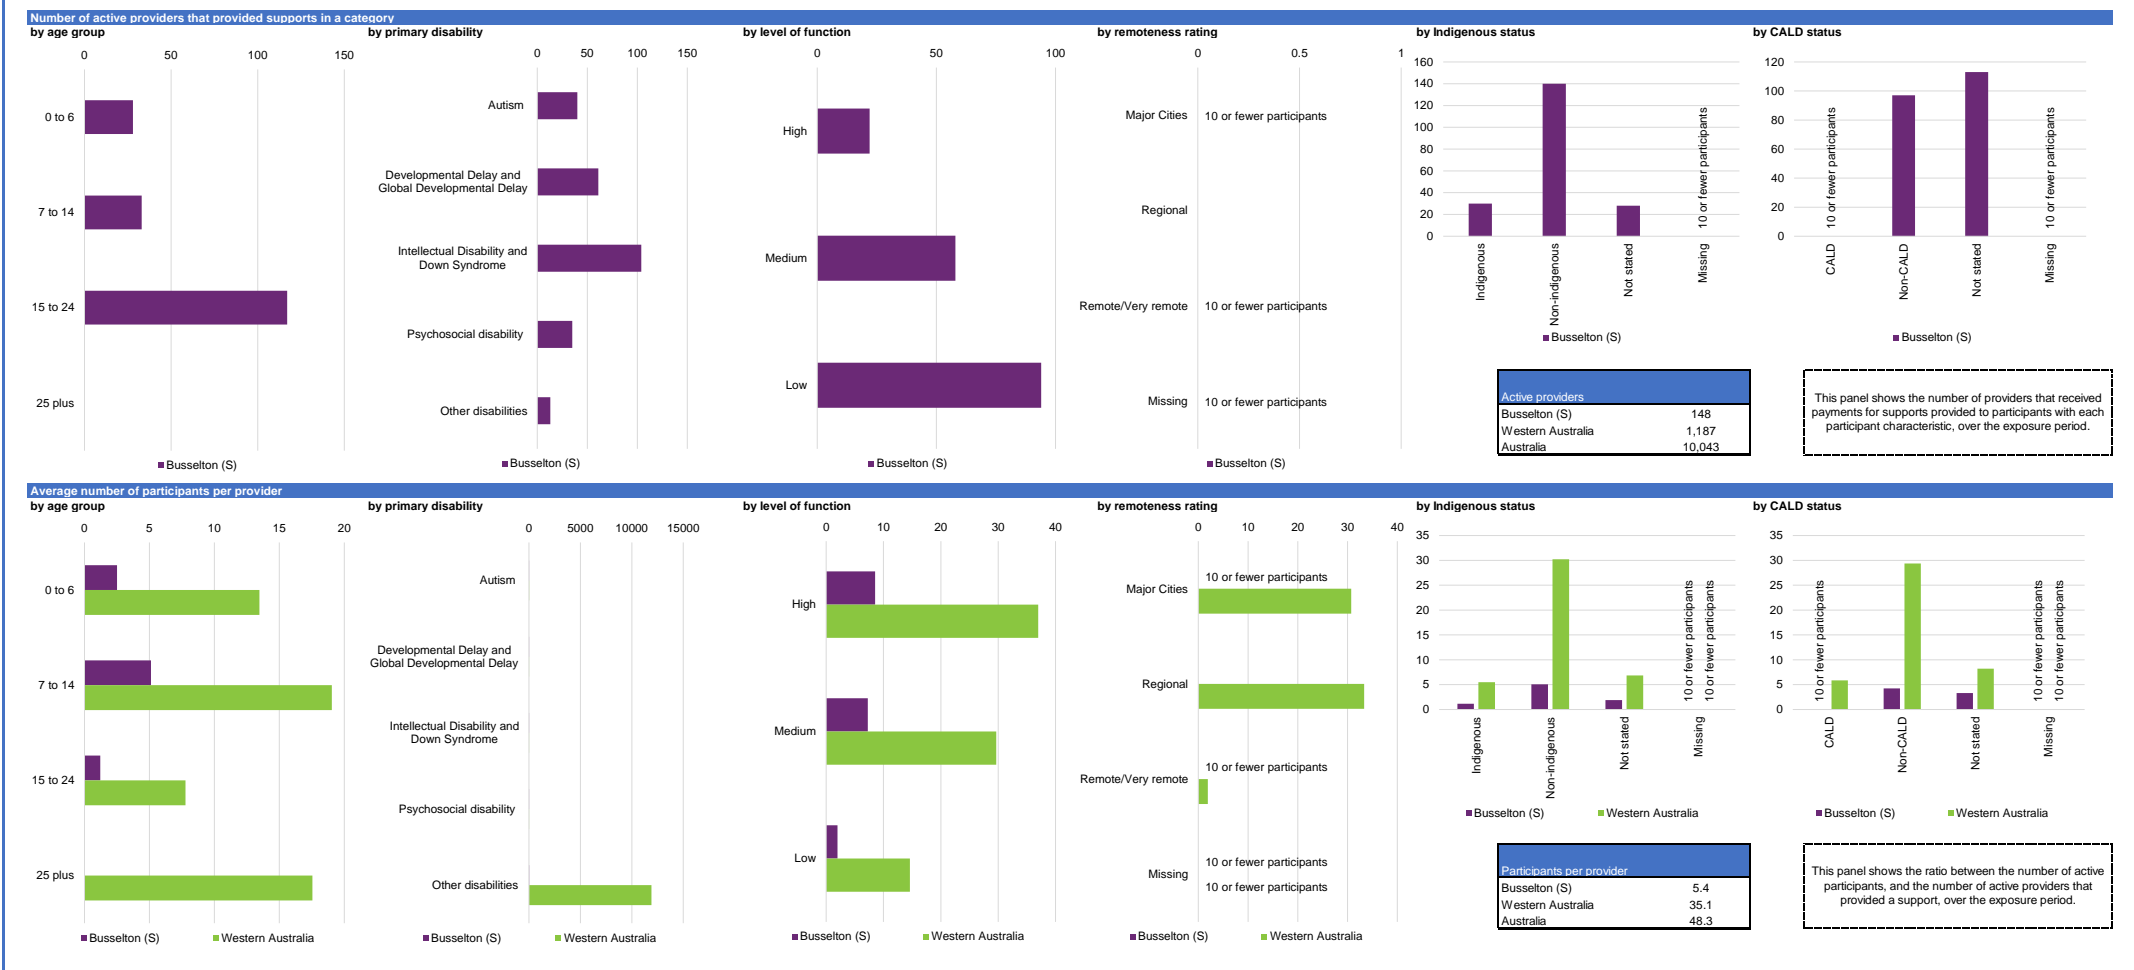 Number of active providers that provided supports in a category
by age group
0 50 100 150
0 to 6
7 to 14
15 to 24
25 plus
Busselton (S)
by primary disability
0 50 100 150
Autism
Developmental Delay and
Global Developmental Delay
Intellectual Disability and
Down Syndrome
Psychosocial disability
Other disabilities
Busselton (S)
by level of function
0 50 100
High
Medium
Low
Busselton (S)
by remoteness rating
0 0.5 1
Major Cities 10 or fewer participants
Regional
Remote/Very remote 10 or fewer participants
Missing 10 or fewer participants
Busselton (S)
by Indigenous status
160
140
120
100
80
60
40
20
0
10 or fewer participants
Indigenous
Non-indigenous
Not stated
Missing
Busselton (S)
by CALD status
120
100
80
60
40
20
0
10 or fewer participants
10 or fewer participants
CALD
Non-CALD
Not stated
Missing
Busselton (S)
Active providers
Busselton (S) 148
Western Australia 1,187
Australia 10,043
This panel shows the number of providers that received
payments for supports provided to participants with each
participant characteristic, over the exposure period.
Average number of participants per provider
by age group
0 5 10 15 20
0 to 6
7 to 14
15 to 24
25 plus
Busselton (S) Western Australia
by primary disability
0 5000 10000 15000
Autism
Developmental Delay and
Global Developmental Delay
Intellectual Disability and
Down Syndrome
Psychosocial disability
Other disabilities
Busselton (S) Western Australia
by level of function
0 10 20 30 40
High
Medium
Low
Busselton (S) Western Australia
by remoteness rating
0 10 20 30 40
10 or fewer participants
Major Cities
Regional
10 or fewer participants
Remote/Very remote
10 or fewer participants
Missing
10 or fewer participants
Busselton (S) Western Australia
by Indigenous status
35
30
25
20
15
10
5
0
10 or fewer participants
10 or fewer participants
Indigenous
Non-indigenous
Not stated
Missing
Busselton (S) Western Australia
by CALD status
35
30
25
20
15
10
5
0
10 or fewer participants
10 or fewer participants
10 or fewer participants
CALD
Non-CALD
Not stated
Missing
Busselton (S) Western Australia
Participants per provider
Busselton (S) 5.4
Western Australia 35.1
Australia 48.3
This panel shows the ratio between the number of active
participants, and the number of active providers that
provided a support, over the exposure period.